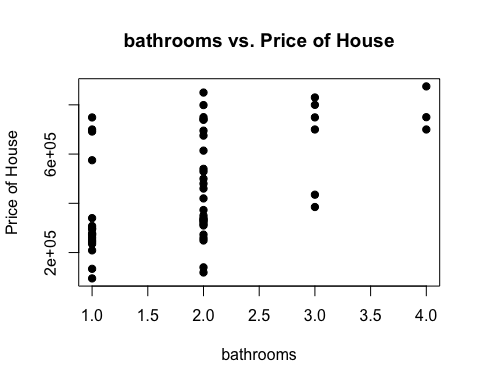 bathrooms vs. Price of House
Price of House
6e+05
2e+05
1.0 1.5 2.0 2.5 3.0 3.5 4.0
bathrooms